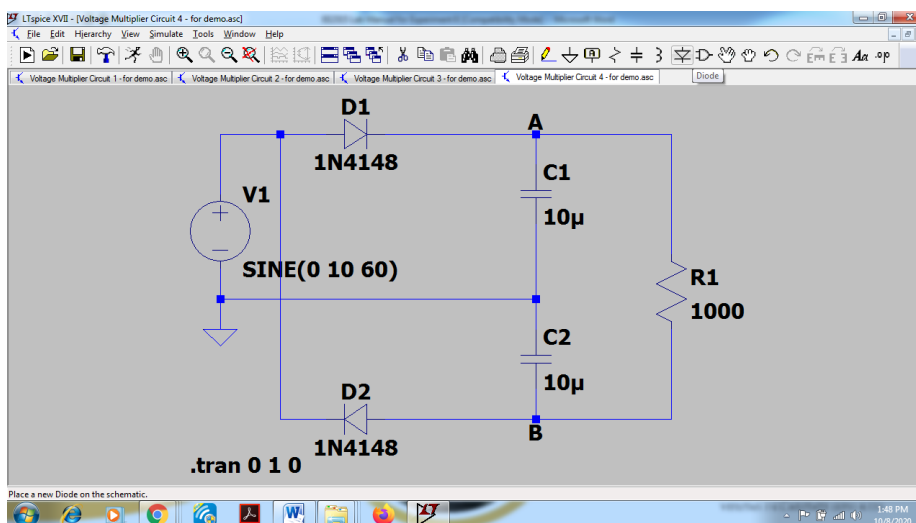 LTspice XVII - [Voltage Multiplier Circuit 4 - for demo.asc]
File Edit Hierarchy View Simulate Tools Window Help
Voltage Multiplier Circuit 1 - for demo.asc Voltage Multiplier Circuit 2 - for demo.asc Voltage Multiplier Circuit 3 - for demo.asc Voltage Multiplier Circuit 4 - for demo.asc
Diode
D1
1N4148
A
C1
10µ
V1
SINE(0 10 60)
R1
1000
C2
10µ
D2
1N4148
B
.tran 0 1 0
Place a new Diode on the schematic.
1:48 PM
10/8/2020